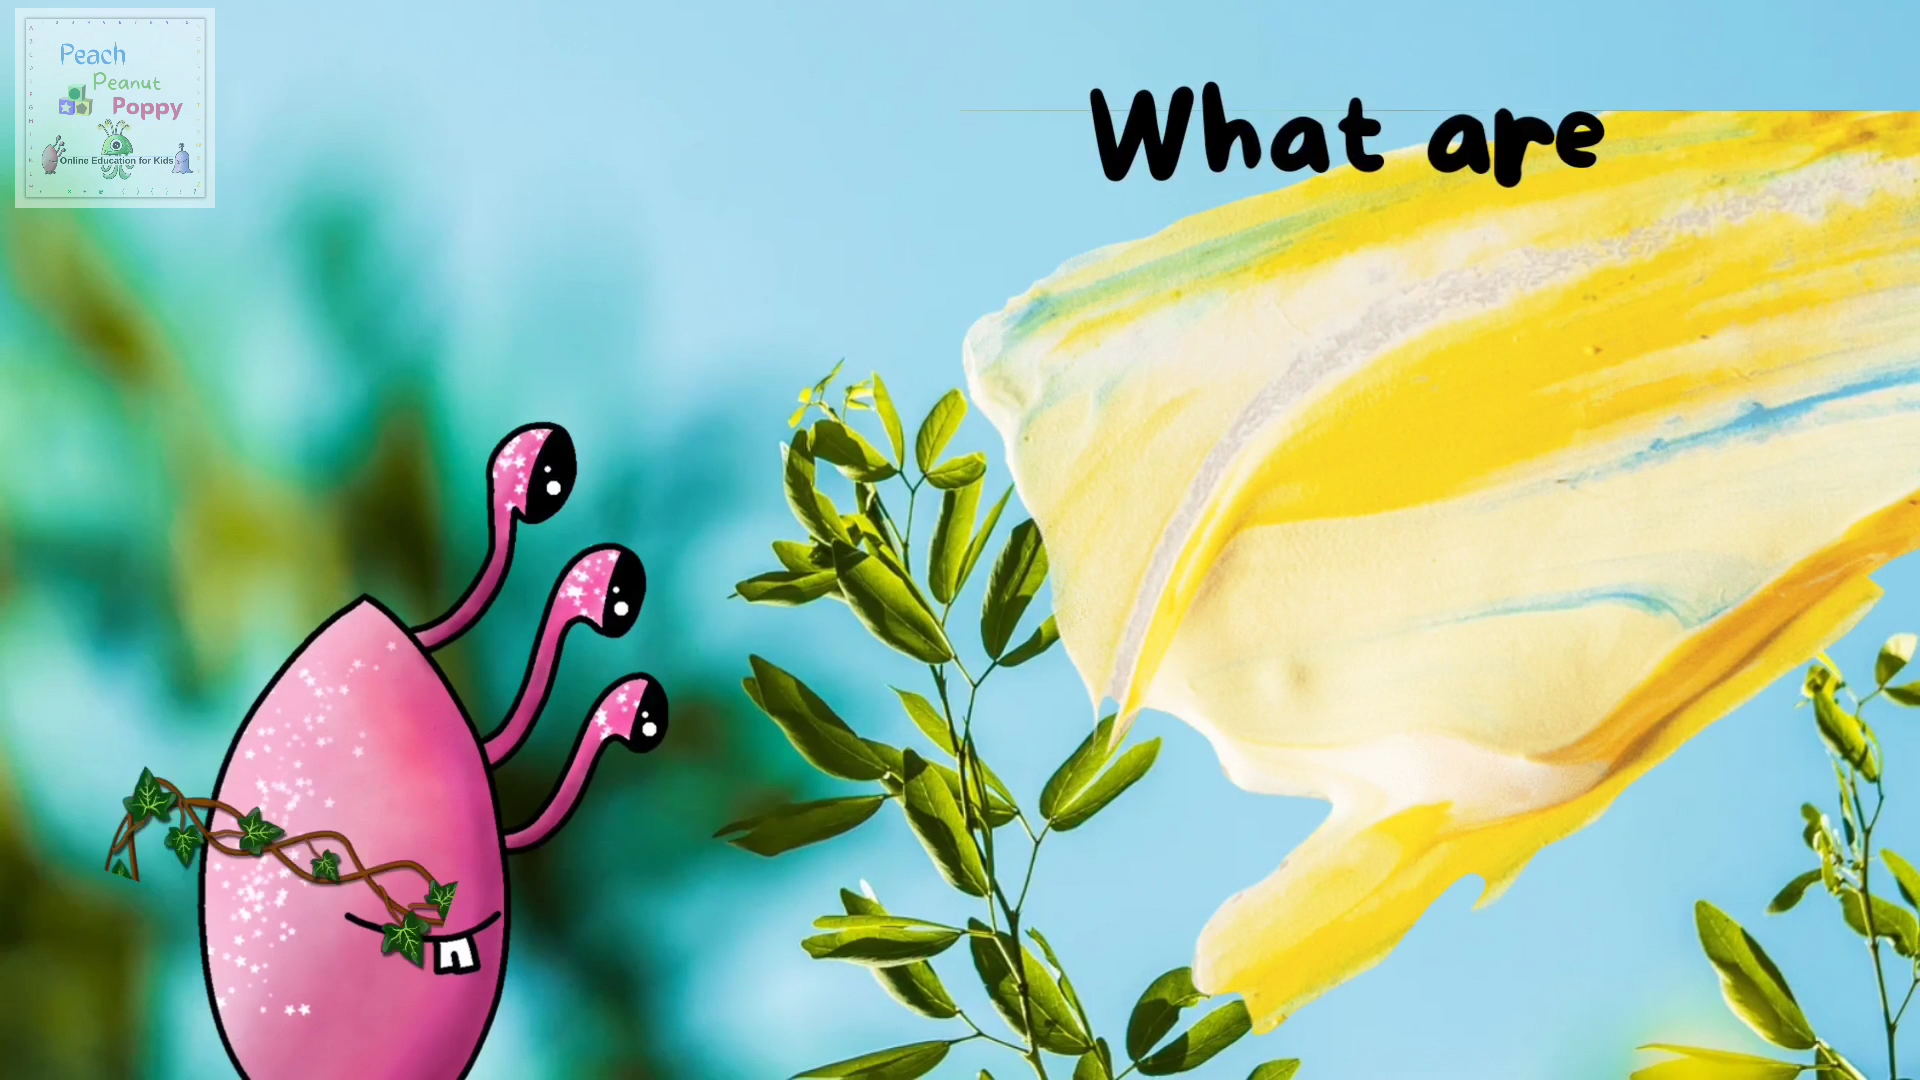 Peach
Peanut
Poppy
Online Education for Kids
What are